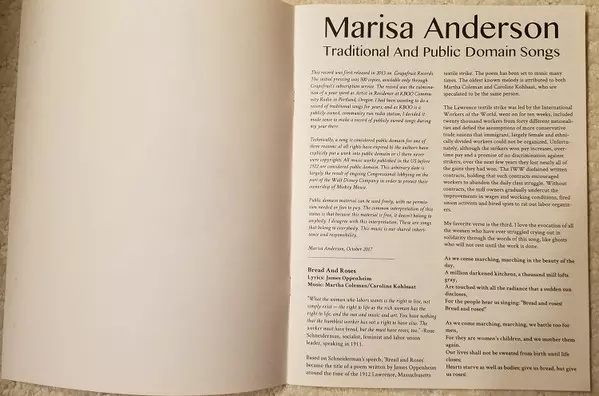 Marisa Anderson
Traditional And Public Domain Songs
This record was first released in 2013 on Grapefruit Records.
The initial pressing was 500 copies, available only through
Grapefruit's subscription service. The record was the culmina-
tion of a year spent as Artist in Residence at KBOO Commu-
nity Radio in Portland, Oregon. I had been wanting to do a
record of traditional songs for years, and as KBOO is a
publicly owned, community run radio station, I decided it
made sense to make a record of publicly owned songs during
my year there.
Technically, a song is considered public domain for one of
three reasons: all rights have expired
explicitly put a work into public domain or
were copyrights. All music works published in the US before
1922 are considered public domain. This arbitrary date is
largely the result of ongoing Congressional lobbying on the
part of the Walt Disney Company in order to protect their
ownership of Mickey Mouse.
Public domain material can be used freely, with no permis-
sion needed or fees to pay. The common interpretation of this
status is that because this material is free, it doesn't belong to
anybody. I disagree with this interpretation. These are songs
that belong to everybody. This music is our shared inher-
itance and responsibility.
Marisa Anderson, October 2017
Bread And Roses
Lyrics: James Oppenheim
Music: Martha Coleman/Caroline Kohlsaat
"What the woman who labors wants is the right to live, not
simply exist — the right to life as the rich woman has the
right to life, and the sun and music and art. You have nothing
that the humblest worker has not a right to have also. The
worker must have bread, but she must have roses, too." -Rose
Schneiderman, socialist, feminist and labor union
leader, speaking in 1911.
Based on Schneiderman's speech, 'Bread and Roses'
became the title of a poem written by James Oppenheim
around the time of the 1912 Lawrence, Massachusetts
textile strike. The poem has been set to music many
times. The oldest known melody is attributed to both
Martha Coleman and Caroline Kohlsaat, who are
speculated to be the same person.
The Lawrence textile strike was led by the International
Workers of the World, went on for ten weeks, included
twenty thousand workers from forty different nationali-
ties and defied the assumptions of more conservative
trade unions that immigrant, largely female and ethni-
cally divided workers could not be organized. Unfortu-
nately, although the strikers won pay increases, over-
time pay and a promise of no discrimination against
strikers, over the next few years they lost nearly all of
the gains they had won. The IWW disdained written
contracts, holding that such contracts encouraged
workers to abandon the daily class struggle. Without
contracts, the mill owners gradually undercut the
improvements in wages and working conditions, fired
union activists and hired spies to rat out labor organiz-
ers.
My favorite verse is the third. I love the evocation of all
the women who have ever struggled crying out in
solidarity through the words of this song, like ghosts
who will not rest until the work is done.
As we come marching, marching in the beauty of the
day,
A million darkened kitchens, a thousand mill lofts
gray,
Are touched with all the radiance that a sudden sun
discloses,
For the people hear us singing: "Bread and roses!
Bread and roses!"
As we come marching, marching, we battle too for
men,
For they are women's children, and we mother them
again.
Our lives shall not be sweated from birth until life
closes;
Hearts starve as well as bodies; give us bread, but give
us roses!